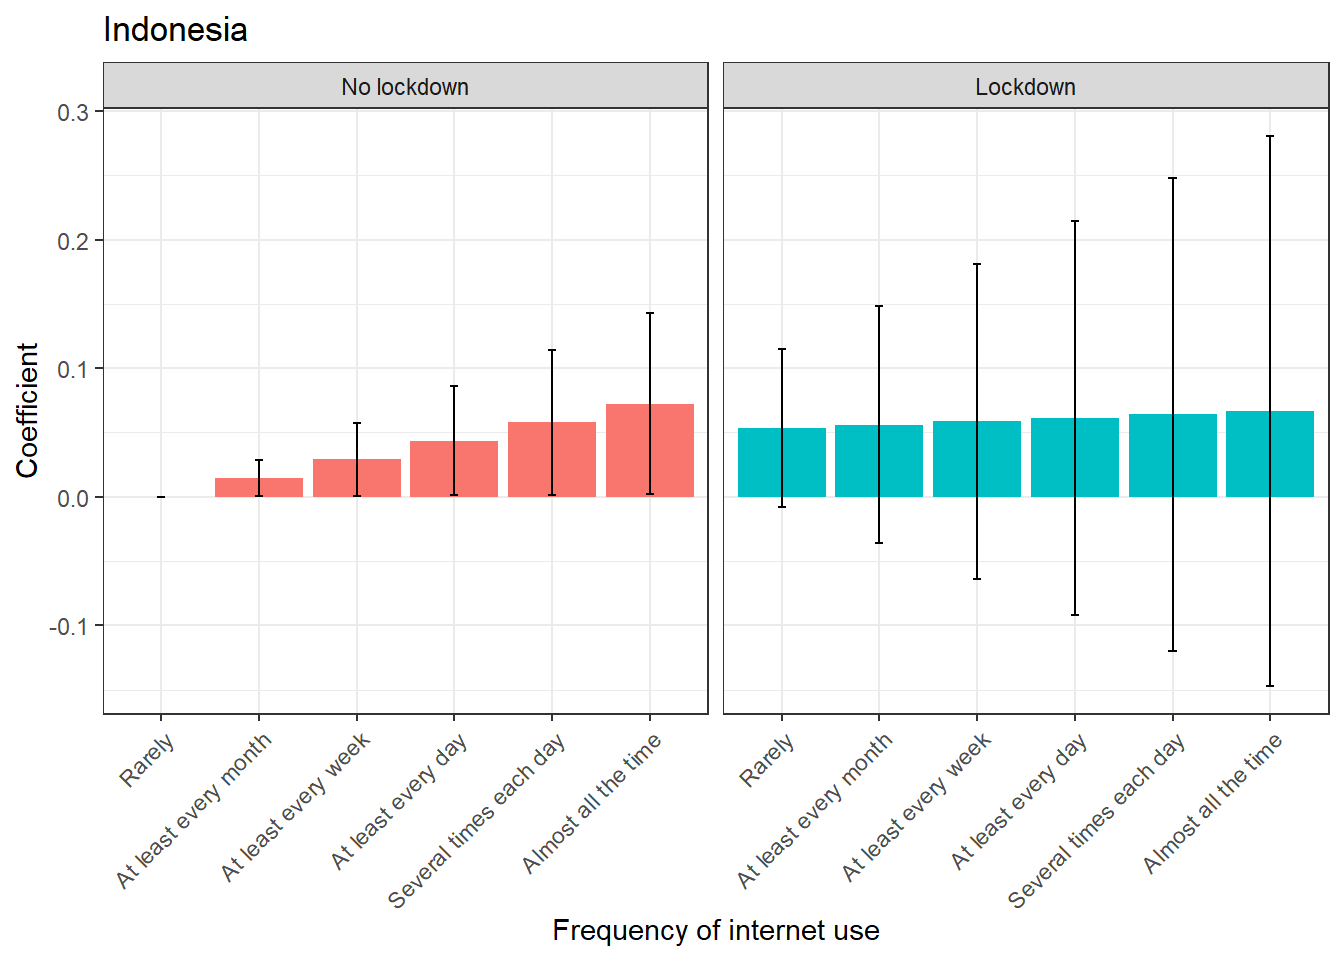 Indonesia
No lockdown
Lockdown
Coefficient
0.3
0.2
0.1
0.0
-0.1
Rarely
At least every month
At least every week
At least every day
Several times each day
Almost all the time
Rarely
At least every month
At least every week
At least every day
Several times each day
Almost all the time
Frequency of internet use